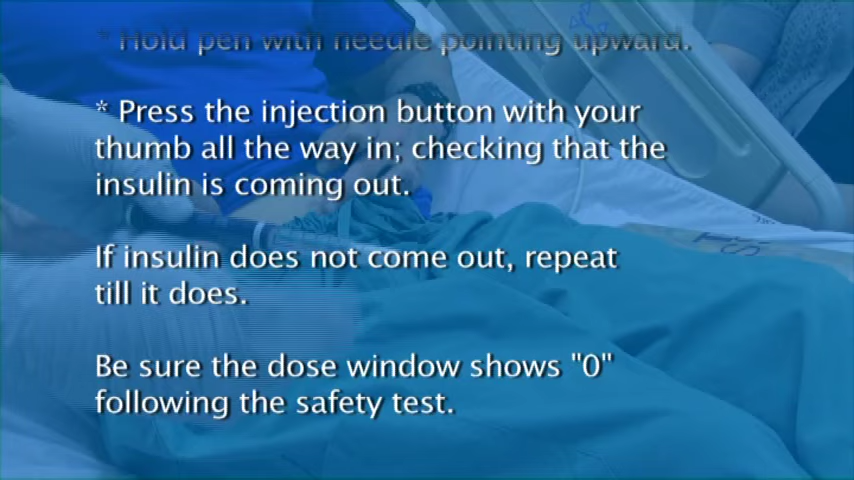 * Hold pen with needle pointing upward.
* Press the injection button with your
thumb all the way in; checking that the
insulin is coming out.
If insulin does not come out, repeat
till it does.
Be sure the dose window shows "0"
following the safety test.